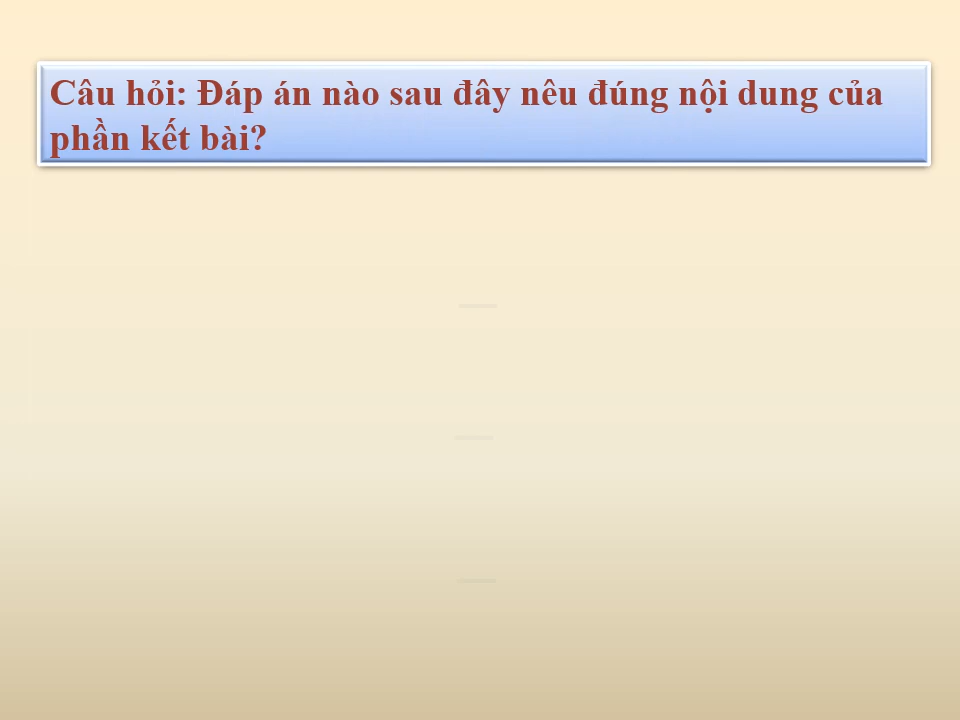 Câu hỏi: Đáp án nào sau đây nêu đúng nội dung của
phần kết bài?